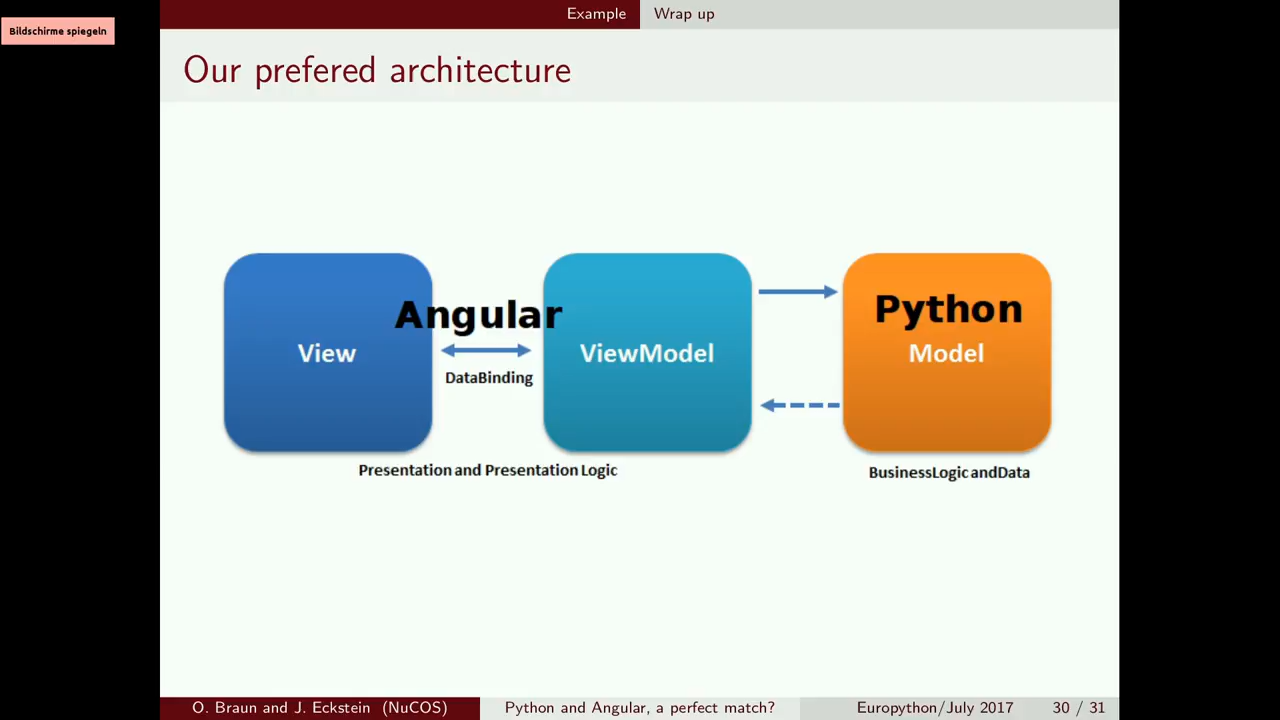 Bildschirme spiegeln
Example Wrap up
Our prefered architecture
Angular
Python
View
ViewModel
Model
DataBinding
Presentation and Presentation Logic
BusinessLogic andData
O. Braun and J. Eckstein (NuCOS) Python and Angular, a perfect match? Europython/July 2017 30 / 31